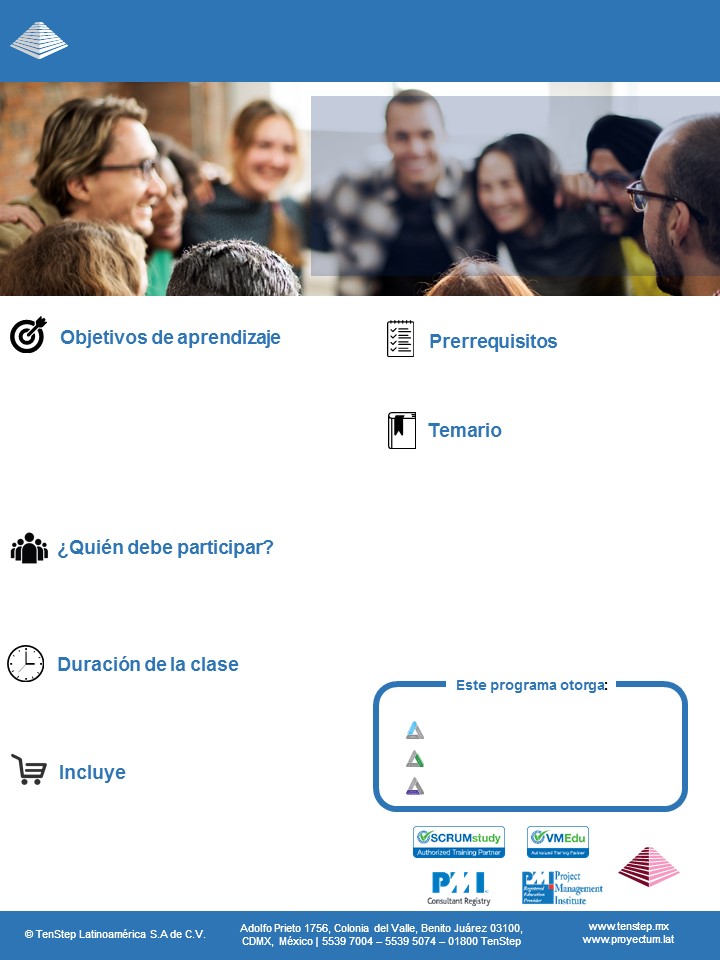 Objetivos de aprendizaje
Prerrequisitos
Temario
¿Quién debe participar?
Duración de la clase
Este programa otorga:
Incluye
SCRUMstudy
Authorized Training Partner
VMEdu
Authorized Training Partner
PMI
Consultant Registry
PMI
Registered
Education
Provider
Project
Management
Institute
© TenStep Latinoamérica S.A de C.V.
Adolfo Prieto 1756, Colonia del Valle, Benito Juárez 03100,
CDMX, México | 5539 7004 – 5539 5074 – 01800 TenStep
www.tenstep.mx
www.proyectum.lat